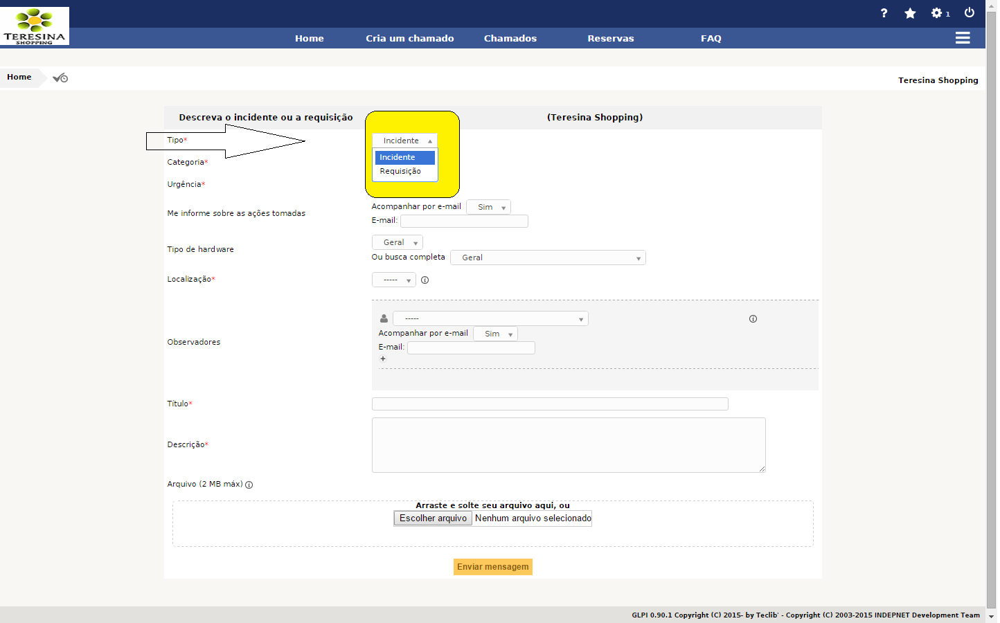 TERESINA
SHOPPING
? 1
Home Cria um chamado Chamados Reservas FAQ
Home
Teresina Shopping
Descreva o incidente ou a requisição (Teresina Shopping)
Tipo* Incidente
Incidente
Categoria*
Requisição
Urgência*
Acompanhar por e-mail Sim
Me informe sobre as ações tomadas
E-mail:
Geral
Tipo de hardware
Ou busca completa Geral
Localização* -----
-----
Acompanhar por e-mail Sim
Observadores
E-mail:
+
Título*
Descrição*
Arquivo (2 MB máx)
Arraste e solte seu arquivo aqui, ou
Escolher arquivo Nenhum arquivo selecionado
Enviar mensagem
GLPI 0.90.1 Copyright (C) 2015- by Teclib' - Copyright (C) 2003-2015 INDEPNET Development Team